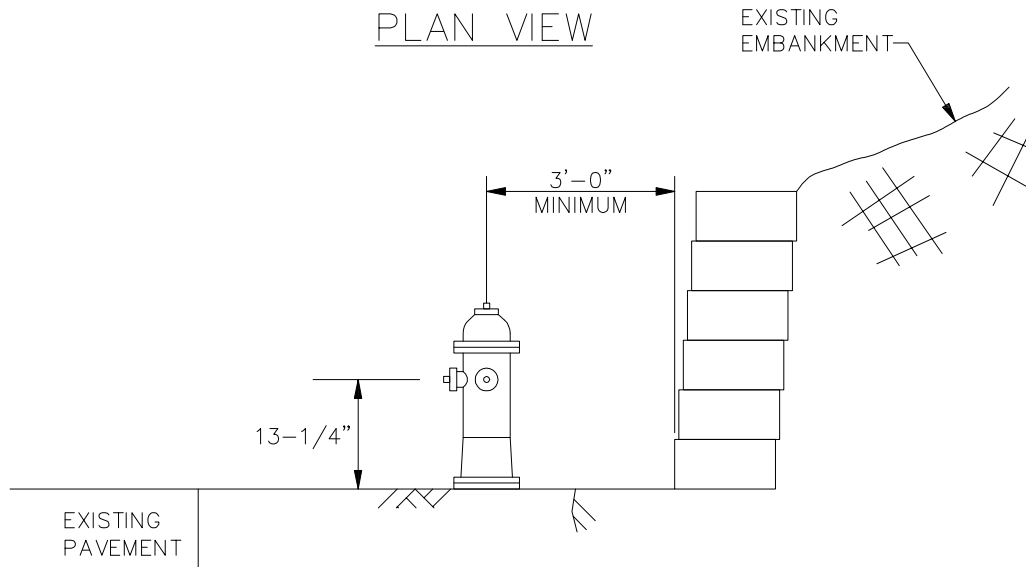 PLAN VIEW
EXISTING
EMBANKMENT
3'-0"
MINIMUM
13-1/4"
EXISTING
PAVEMENT